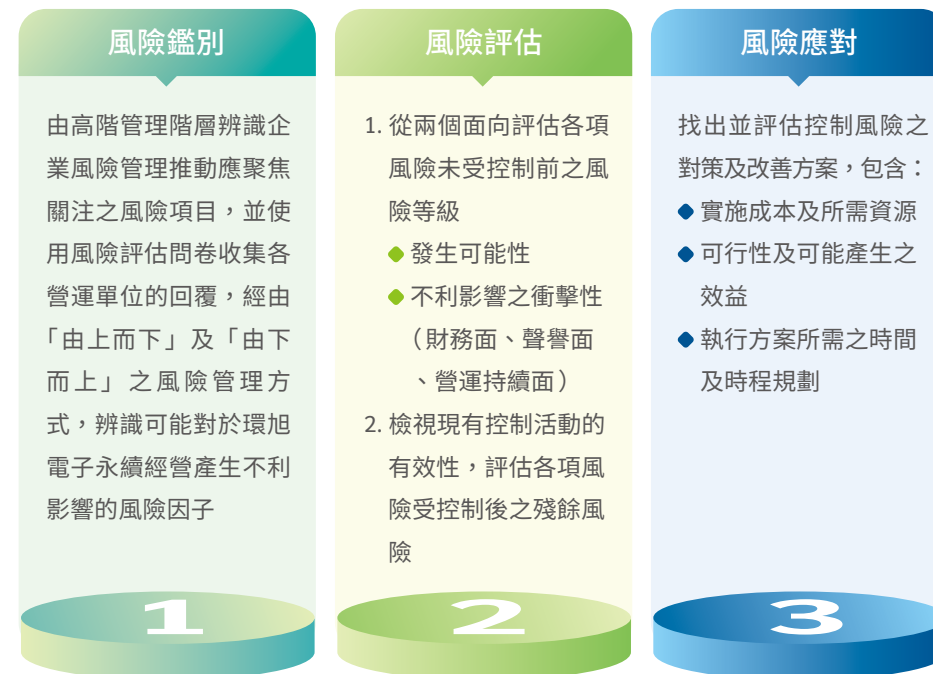 風險鑑別
由高階管理階層辨識企
業風險管理推動應聚焦
關注之風險項目，並使
用風險評估問卷收集各
營運單位的回覆，經由
「由上而下」及「由下
而上」之風險管理方
式，辨識可能對於環旭
電子永續經營產生不利
影響的風險因子
1
風險評估
1. 從兩個面向評估各項
風險未受控制前之風
險等級
◆ 發生可能性
◆ 不利影響之衝擊性
（財務面、聲譽面
、營運持續面）
2. 檢視現有控制活動的
有效性，評估各項風
險受控制後之殘餘風
險
2
風險應對
找出並評估控制風險之
對策及改善方案，包含：
◆ 實施成本及所需資源
◆ 可行性及可能產生之
效益
◆ 執行方案所需之時間
及時程規劃
3